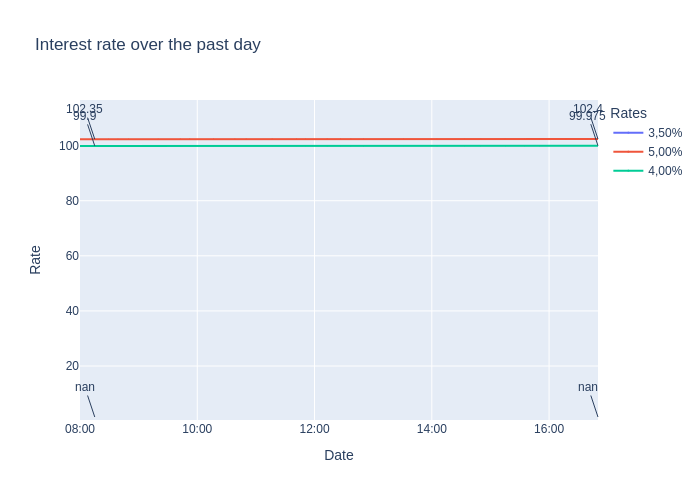 Interest rate over the past day
102.35
99.9
102.4
99.975
Rates
3,50%
5,00%
4,00%
100
80
60
40
20
Rate
nan
nan
08:00
10:00
12:00
14:00
16:00
Date